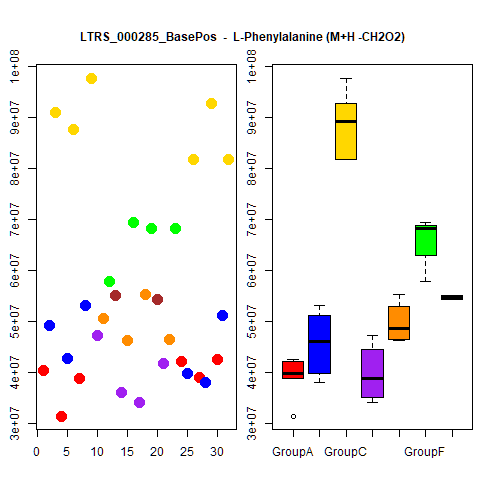 LTRS_000285_BasePos - L-Phenylalanine (M+H -CH2O2)
1e+08
9e+07
8e+07
7e+07
6e+07
5e+07
4e+07
3e+07
0 5 10 15 20 25 30
1e+08
9e+07
8e+07
7e+07
6e+07
5e+07
4e+07
3e+07
GroupA GroupC GroupF